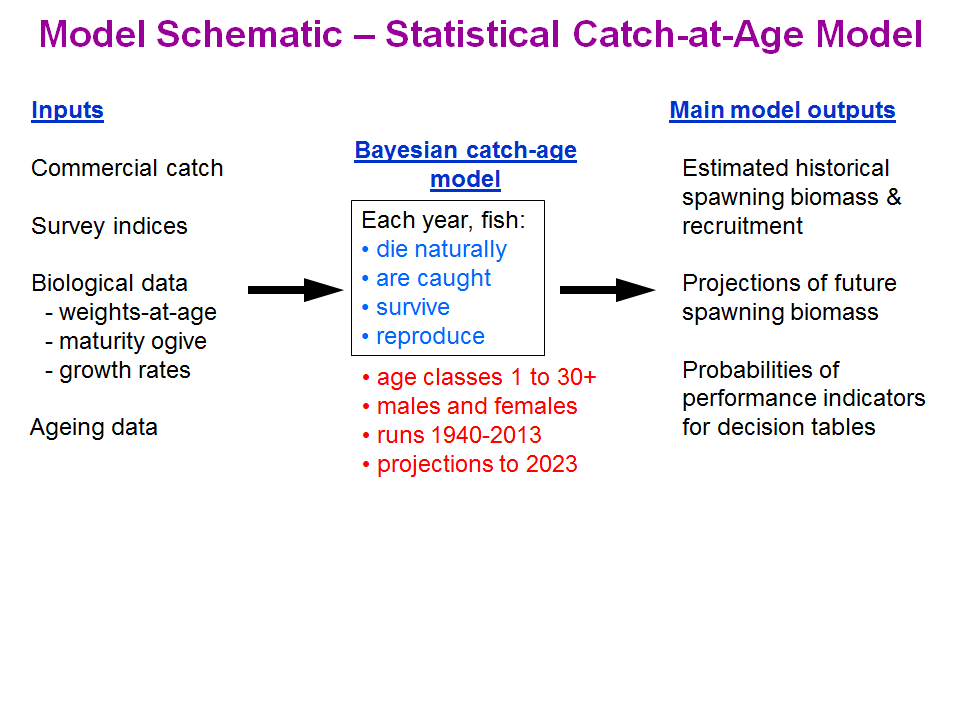 Model Schematic – Statistical Catch-at-Age Model
Inputs
Commercial catch
Survey indices
Biological data
- weights-at-age
- maturity ogive
- growth rates
Ageing data
Bayesian catch-age
model
Each year, fish:
• die naturally
• are caught
• survive
• reproduce
• age classes 1 to 30+
• males and females
• runs 1940-2013
• projections to 2023
Main model outputs
Estimated historical
spawning biomass &
recruitment
Projections of future
spawning biomass
Probabilities of
performance indicators
for decision tables